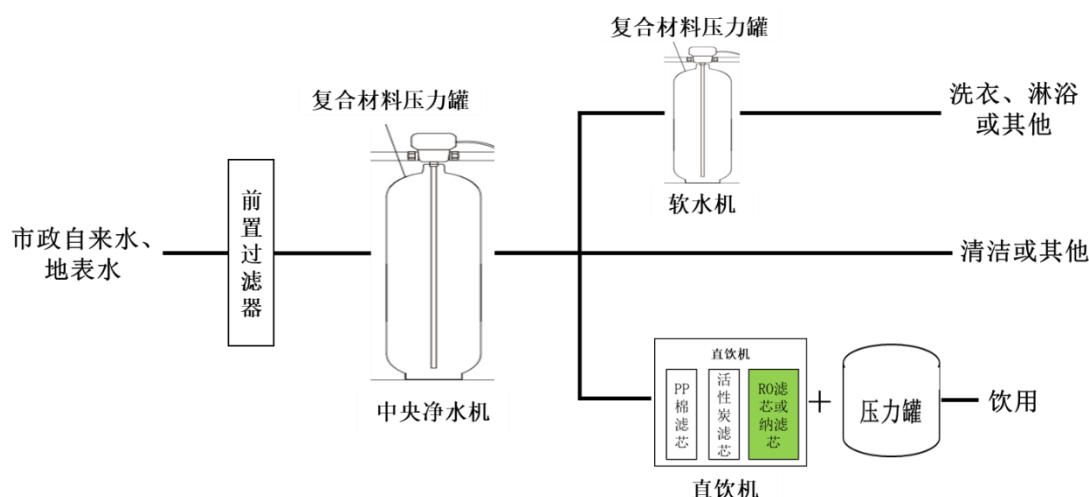 复合材料压力罐
复合材料压力罐
洗衣、淋浴
或其他
软水机
前置过滤器
市政自来水、
地表水
清洁或其他
中央净水机
直饮机
PP棉滤芯
活性炭滤芯
RO滤芯或纳滤芯
+
压力罐
饮用
直饮机